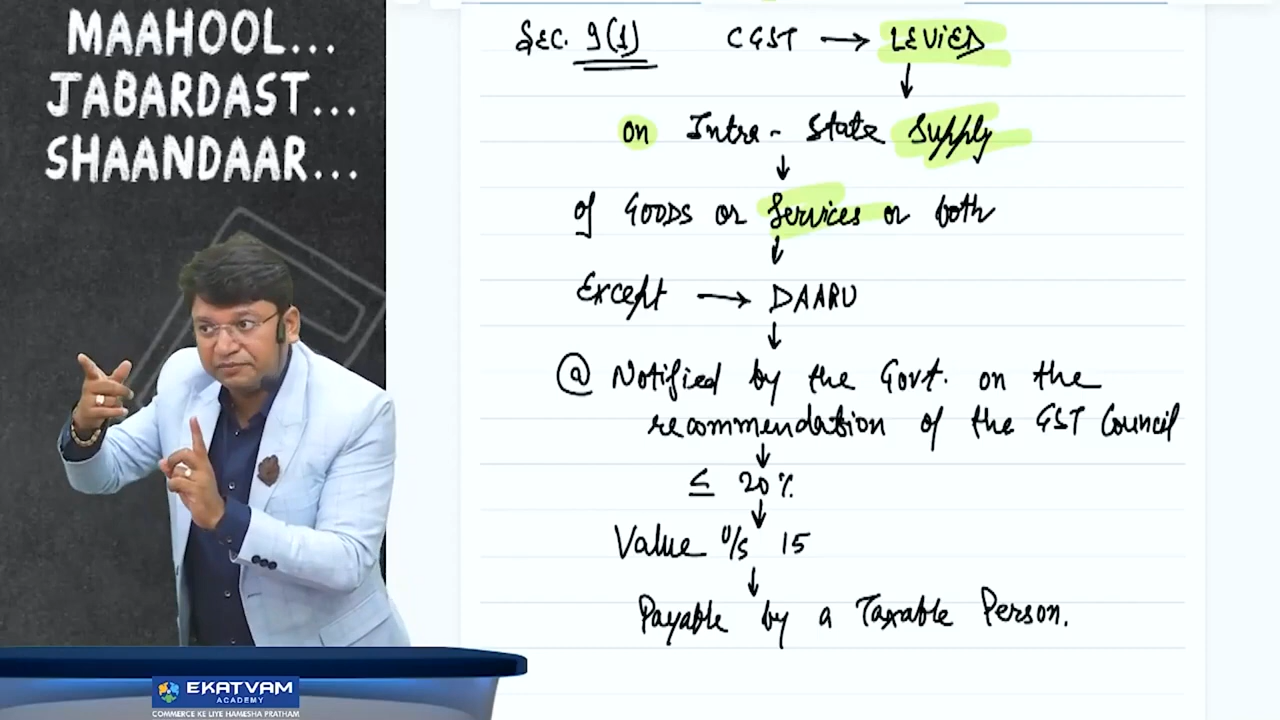 MAAHOOL...
JABARDAST...
SHAANDAAR...
SEC. 9(1) CGST → LEVIED
↓
on Intra- State Supply
↓
of GOODS or Services or both
↓
Except → DAARU
↓
@ Notified by the Govt. on the
recommendation of the GST Council
↓
≤ 20%
↓
Value u/s 15
↓
Payable by a Taxable Person.
EKATVAM
ACADEMY
COMMERCE KE LIYE HAMESHA PRATHAM